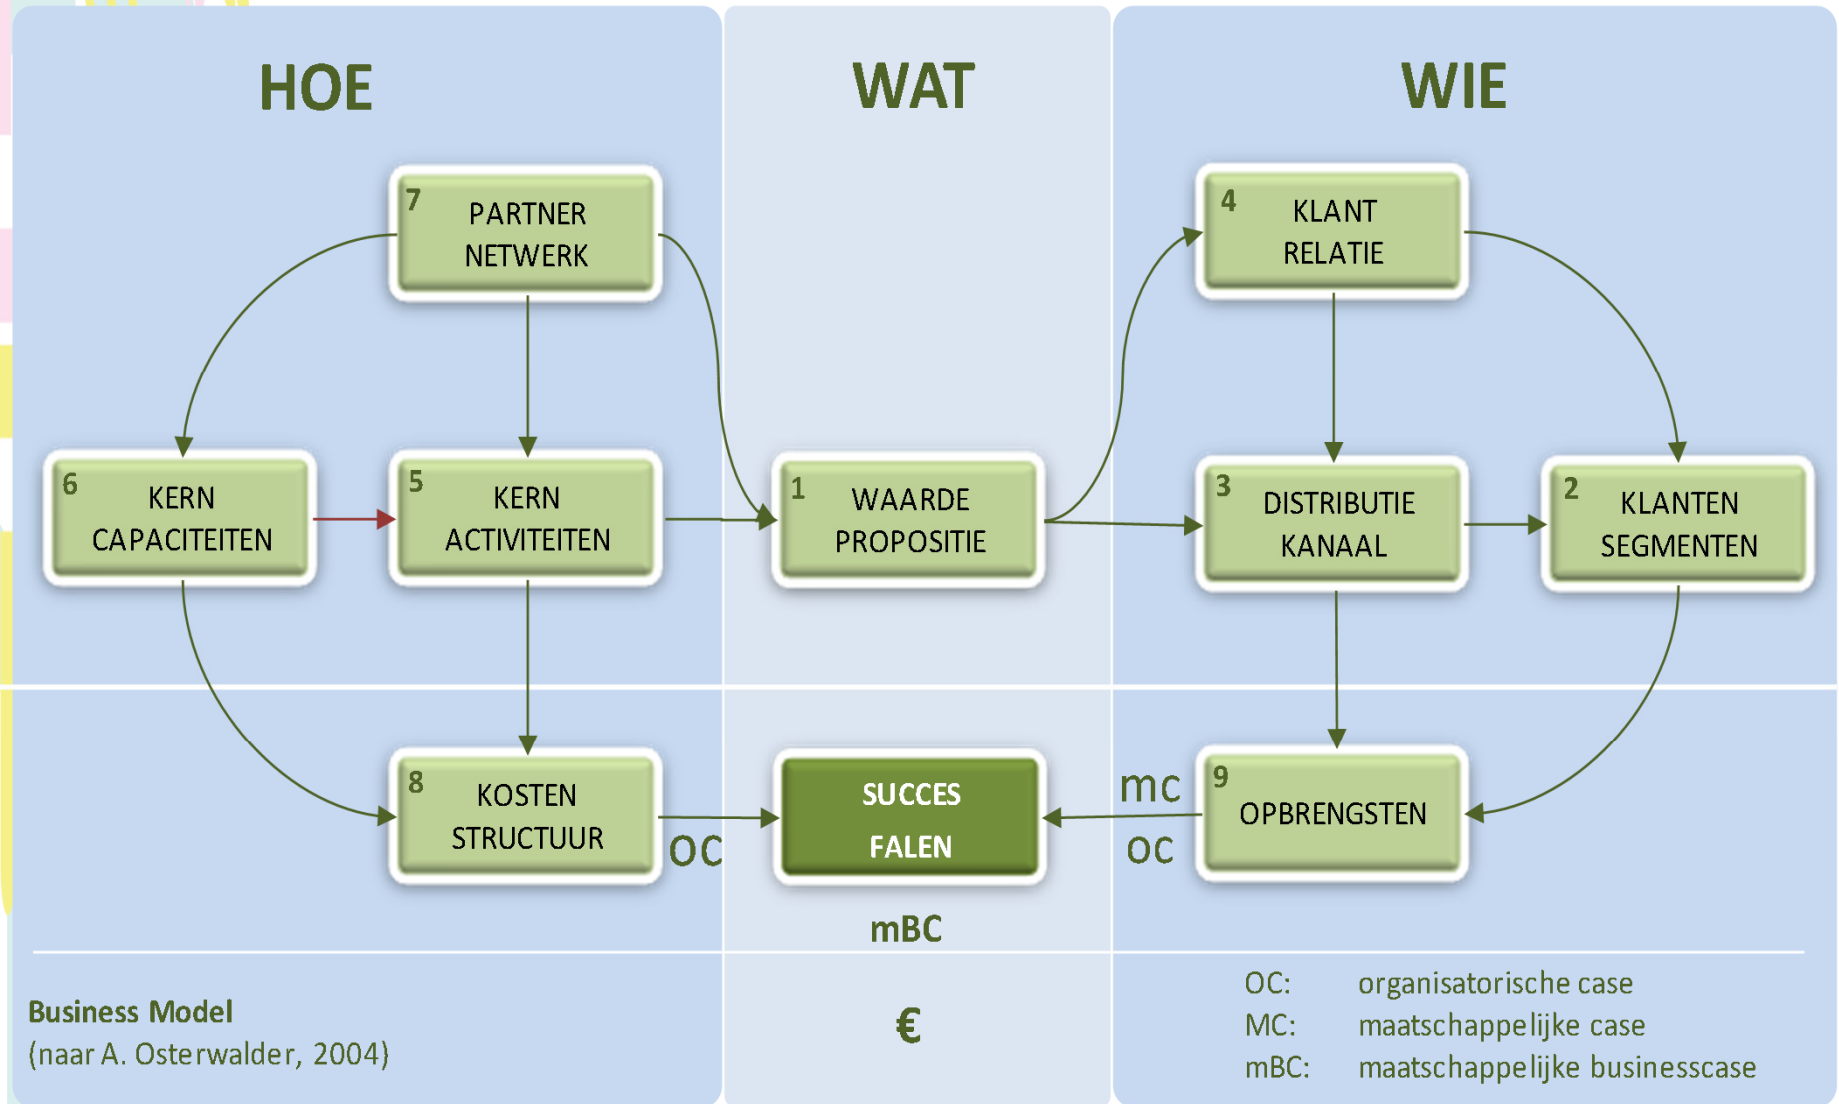 HOE
WAT
WIE
7
PARTNER
NETWERK
4
KLANT
RELATIE
6
KERN
CAPACITEITEN
5
KERN
ACTIVITEITEN
1
WAARDE
PROPOSITIE
3
DISTRIBUTIE
KANAAL
2
KLANTEN
SEGMENTEN
8
KOSTEN
STRUCTUUR
OC
SUCCES
FALEN
mc
oc
9
OPBRENGSTEN
mBC
Business Model
(naar A. Osterwalder, 2004)
€
OC: organisatorische case
MC: maatschappelijke case
mBC: maatschappelijke businesscase